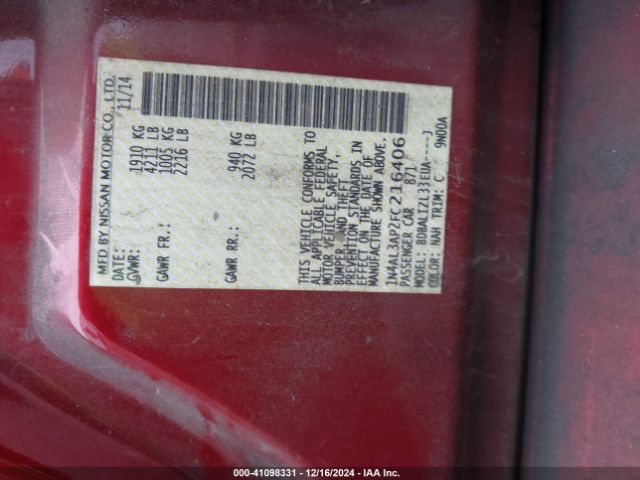 MFD BY NISSAN MOTOR CO., LTD.
DATE: 11/14
GVWR: 1910 KG
4211 LB
GAWR FR.: 1005 KG
2216 LB
GAWR RR.: 940 KG
2072 LB
THIS VEHICLE CONFORMS TO
ALL APPLICABLE FEDERAL
MOTOR VEHICLE SAFETY,
BUMPER, AND THEFT
PREVENTION STANDARDS IN
EFFECT ON THE DATE OF
MANUFACTURE SHOWN ABOVE.
1N4AL3AP2FC216406
PASSENGER CAR 871
MODEL: BDBALLZL33EUA----J
COLOR: NAH TRIM: C 9N00A
000-41098331 / 12/16/2024 - IAA Inc.